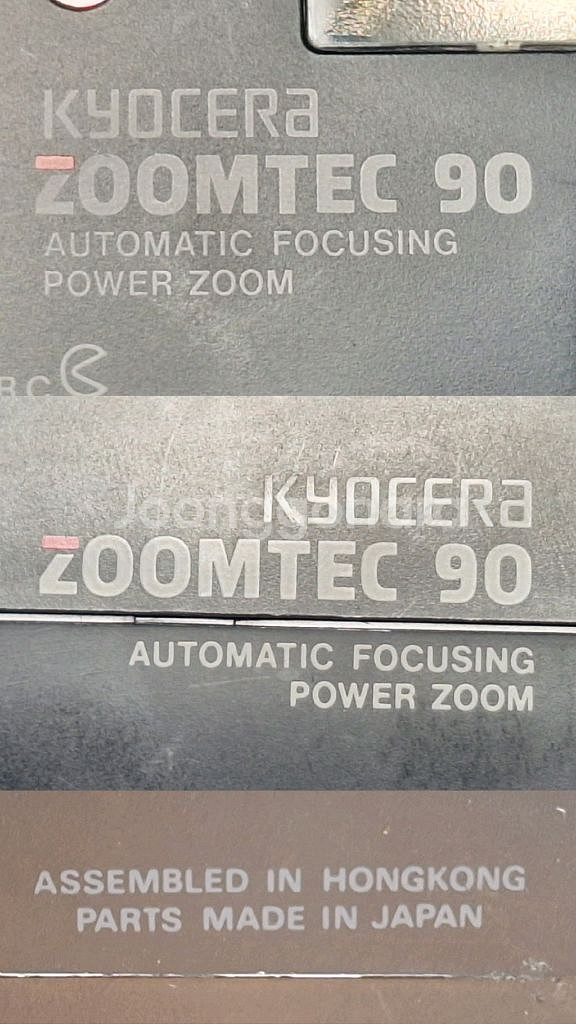 KYOCERA
ZOOMTEC 90
AUTOMATIC FOCUSING
POWER ZOOM
KYOCERA
ZOOMTEC 90
AUTOMATIC FOCUSING
POWER ZOOM
ASSEMBLED IN HONGKONG
PARTS MADE IN JAPAN